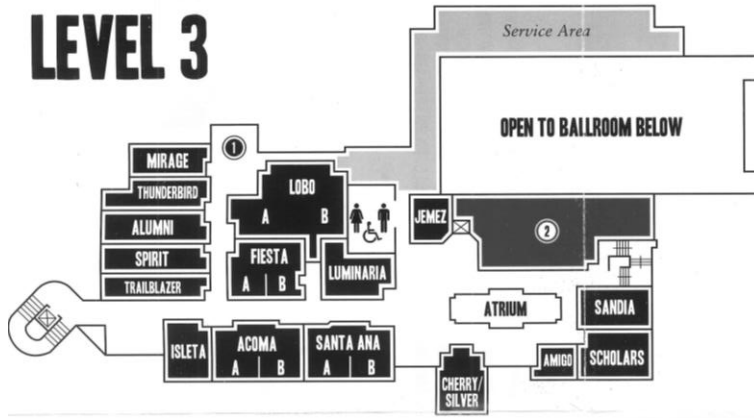 LEVEL 3
Service Area
OPEN TO BALLROOM BELOW
1
MIRAGE
THUNDERBIRD
ALUMNI
SPIRIT
TRAILBLAZER
LOBO
A B
FIESTA
A B
LUMINARIA
JEMEZ
2
ATRIUM
SANDIA
ISLETA
ACOMA
A B
SANTA ANA
A B
CHERRY/
SILVER
AMIGO
SCHOLARS